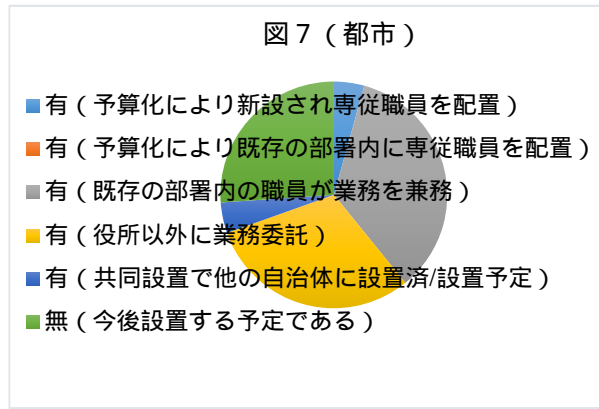 図７（都市）
有（予算化により新設され専従職員を配置）
有（予算化により既存の部署内に専従職員を配置）
有（既存の部署内の職員が業務を兼務）
有（役所以外に業務委託）
有（共同設置で他の自治体に設置済/設置予定）
無（今後設置する予定である）